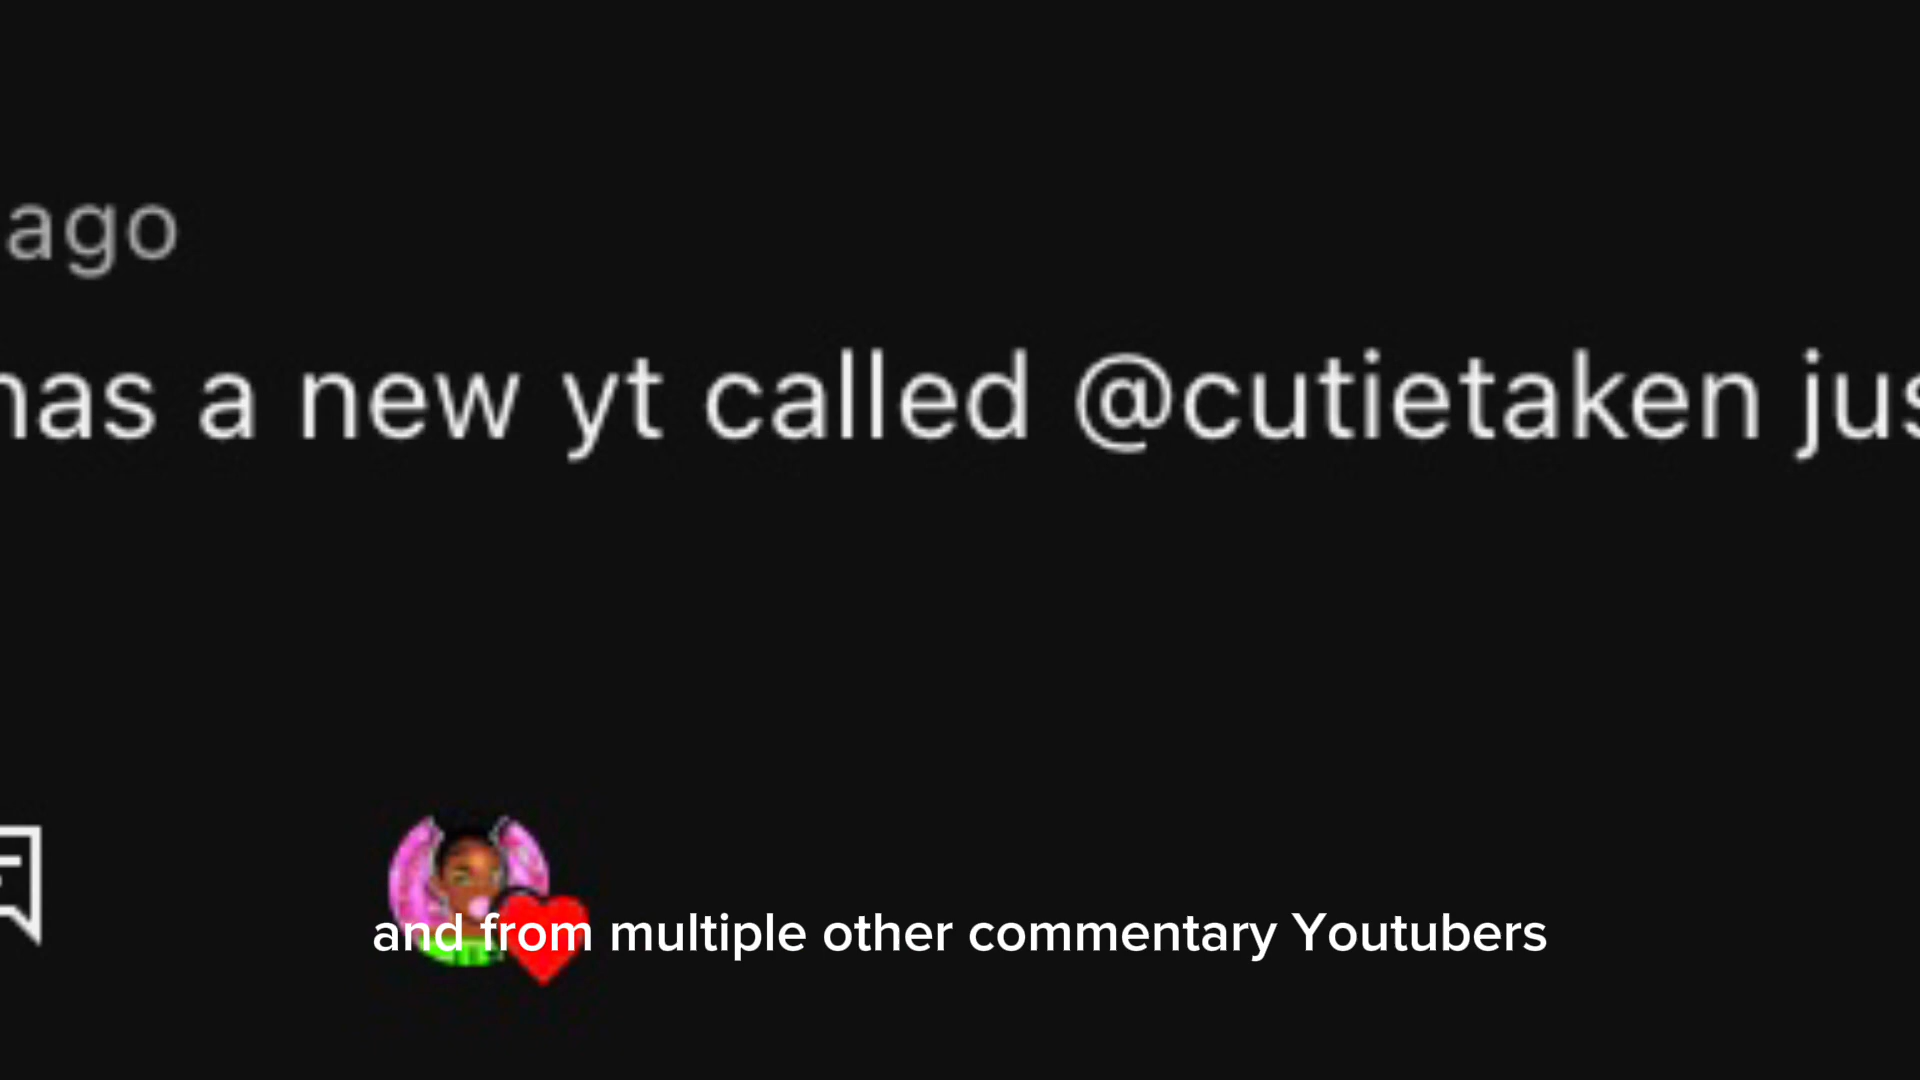 ago
has a new yt called @cutietaken jus
and from multiple other commentary Youtubers